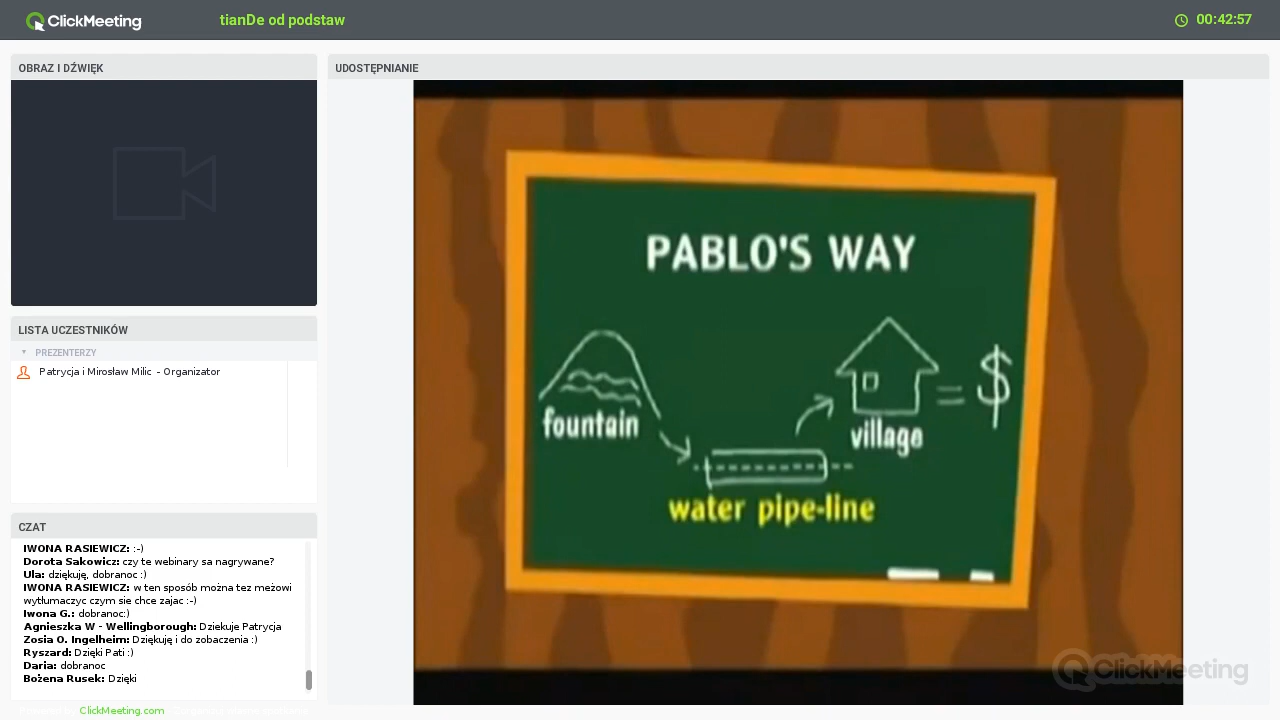 ClickMeeting
tianDe od podstaw
00:42:57
OBRAZ I DŹWIĘK
UDOSTĘPNIANIE
LISTA UCZESTNIKÓW
PREZENTERZY
Patrycja i Mirosław Milic - Organizator
CZAT
IWONA RASIEWICZ: :-)
Dorota Sakowicz: czy te webinary sa nagrywane?
Ula: dziękuję, dobranoc :)
IWONA RASIEWICZ: w ten sposób można tez meżowi
wytłumaczyc czym sie chce zajac :-)
Iwona G.: dobranoc:)
Agnieszka W - Wellingborough: Dziekuje Patrycja
Zosia O. Ingelheim: Dziękuję i do zobaczenia :)
Ryszard: Dzięki Pati :)
Daria: dobranoc
Bożena Rusek: Dzięki
ClickMeeting.com
PABLO'S WAY
fountain
village
= $
water pipe-line
ClickMeeting